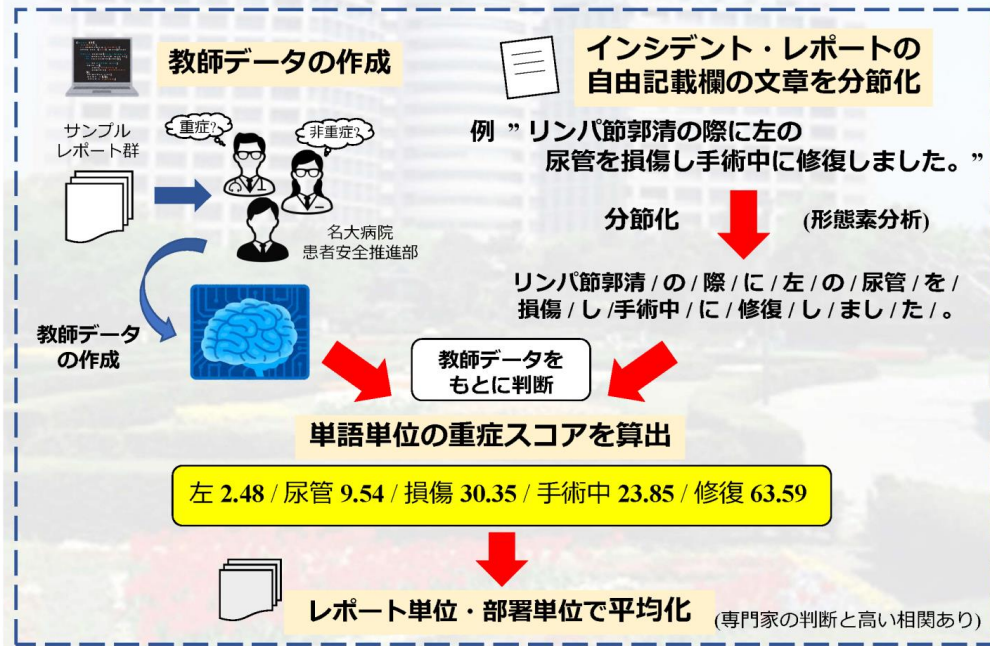 教師データの作成
サンプル
レポート群
重症?
非重症?
名大病院
患者安全推進部
教師データ
の作成
インシデント・レポートの
自由記載欄の文章を分節化
例 ” リンパ節郭清の際に左の
尿管を損傷し手術中に修復しました。”
分節化 (形態素分析)
リンパ節郭清 / の / 際 / に / 左 / の / 尿管 / を /
損傷 / し /手術中 / に / 修復 / し / まし / た / 。
教師データを
もとに判断
単語単位の重症スコアを算出
左 2.48 / 尿管 9.54 / 損傷 30.35 / 手術中 23.85 / 修復 63.59
レポート単位・部署単位で平均化 (専門家の判断と高い相関あり)